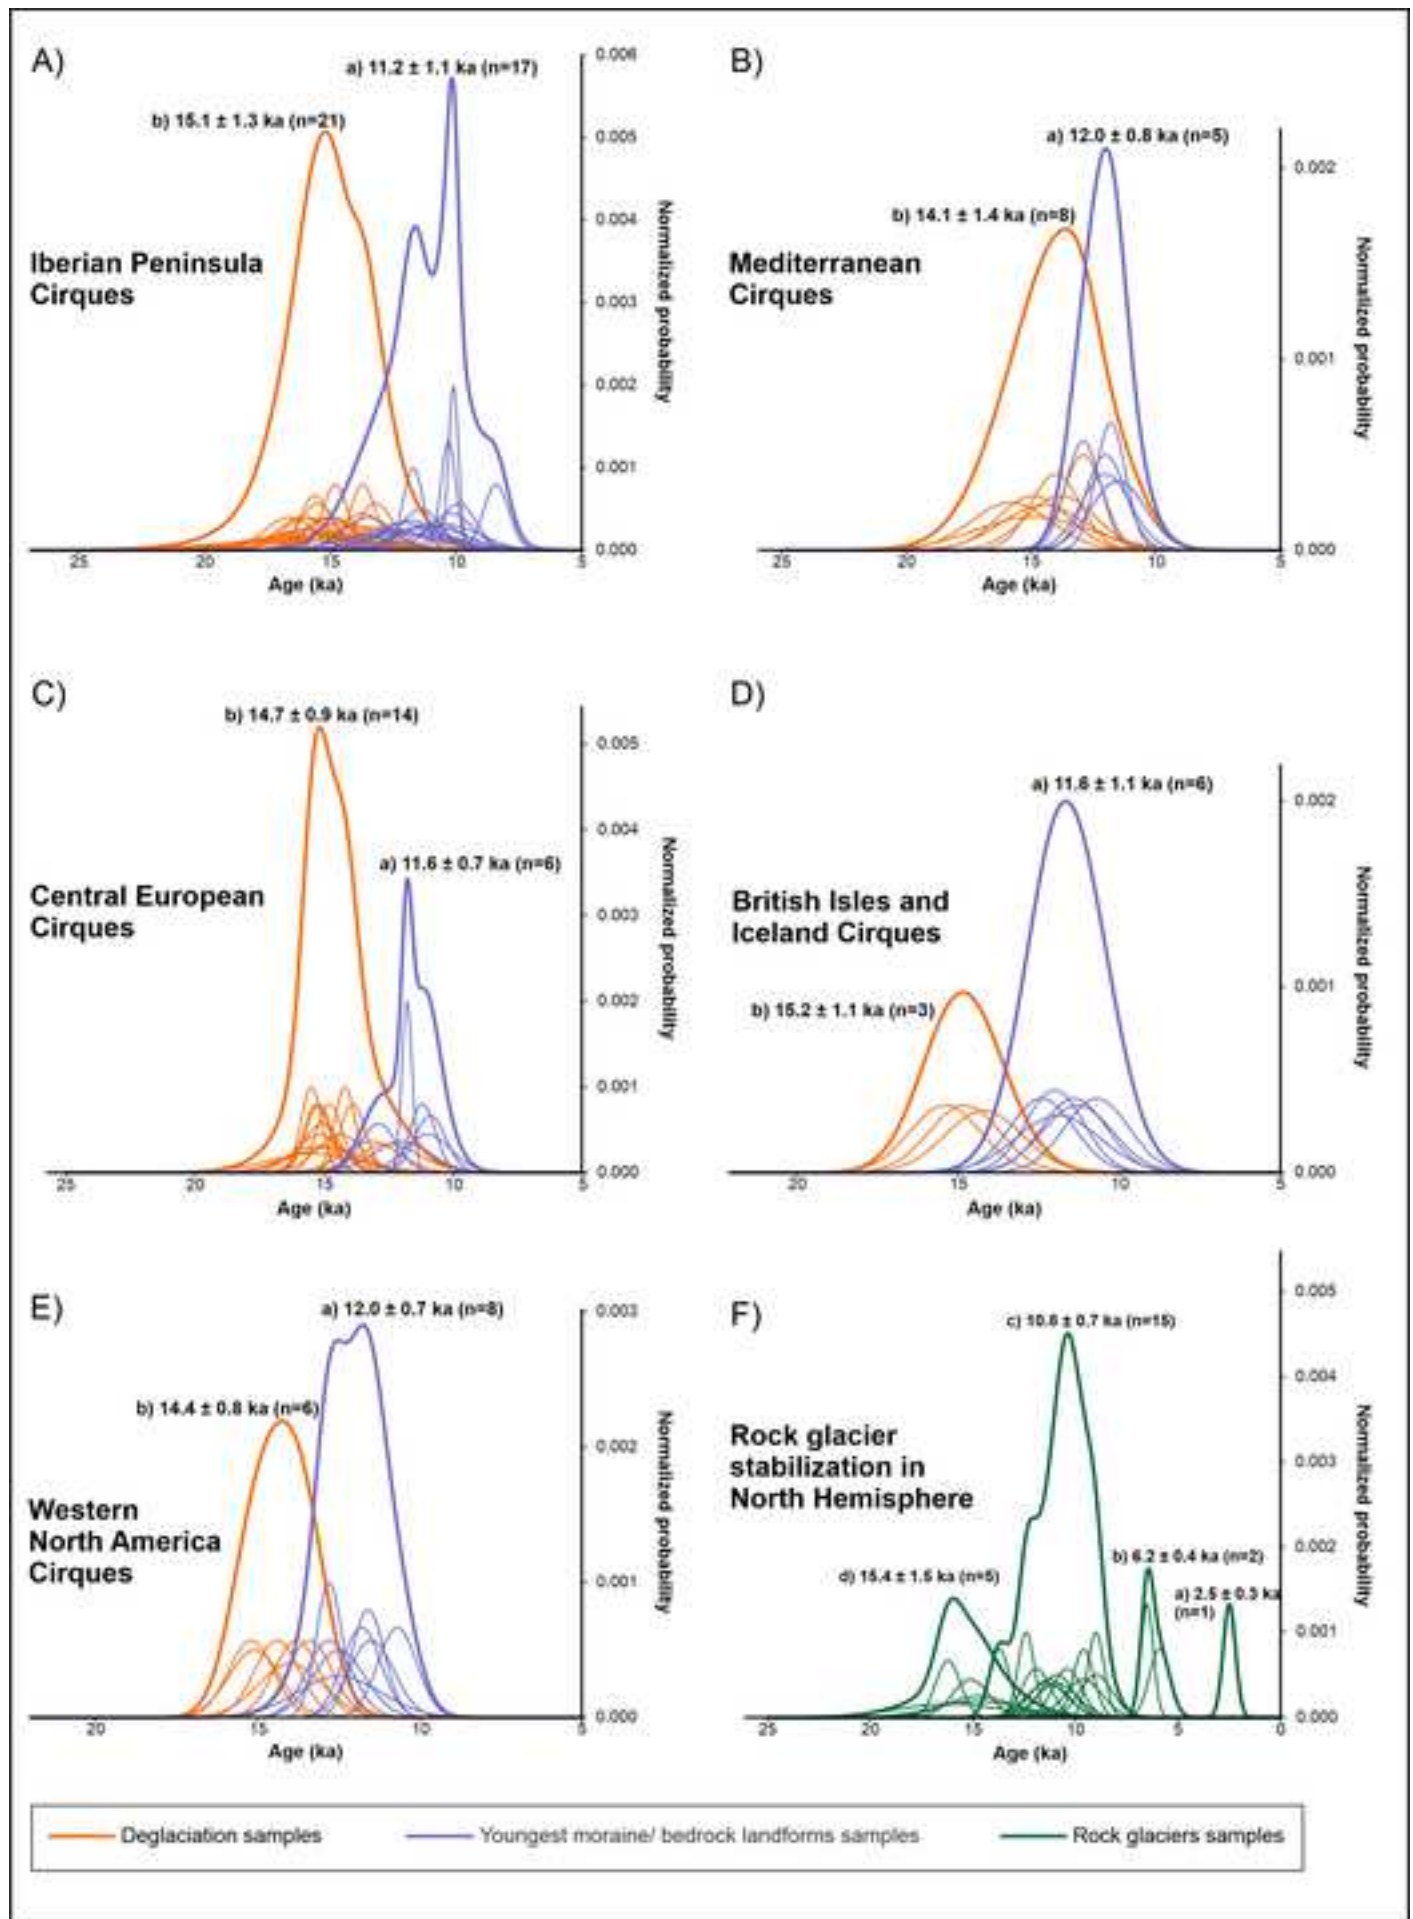 A)
a) 11.2 ± 1.1 ka (n=17)
b) 15.1 ± 1.3 ka (n=21)
Iberian Peninsula
Cirques
0.006
0.005
0.004
0.003
0.002
0.001
0.000
Normalized probability
25 20 15 10 5
Age (ka)
B)
a) 12.0 ± 0.8 ka (n=5)
b) 14.1 ± 1.4 ka (n=8)
Mediterranean
Cirques
0.002
0.001
0.000
Normalized probability
25 20 15 10 5
Age (ka)
C)
b) 14.7 ± 0.9 ka (n=14)
a) 11.6 ± 0.7 ka (n=6)
Central European
Cirques
0.005
0.004
0.003
0.002
0.001
0.000
Normalized probability
25 20 15 10 5
Age (ka)
D)
a) 11.6 ± 1.1 ka (n=6)
b) 15.2 ± 1.1 ka (n=3)
British Isles and
Iceland Cirques
0.002
0.001
0.000
Normalized probability
20 15 10 5
Age (ka)
E)
a) 12.0 ± 0.7 ka (n=8)
b) 14.4 ± 0.8 ka (n=6)
Western
North America
Cirques
0.003
0.002
0.001
0.000
Normalized probability
20 15 10 5
Age (ka)
F)
c) ± 0.7 ka (n=15)
d) 15.4 ± 1.5 ka (n=5)
b) 6.2 ± 0.4 ka (n=2)
a) 2.5 ± 0.3 ka
(n=1)
Rock glacier
stabilization in
North Hemisphere
0.005
0.004
0.003
0.002
0.001
0.000
Normalized probability
25 20 15 10 5 0
Age (ka)
Deglaciation samples
Youngest moraine/ bedrock landforms samples
Rock glaciers samples